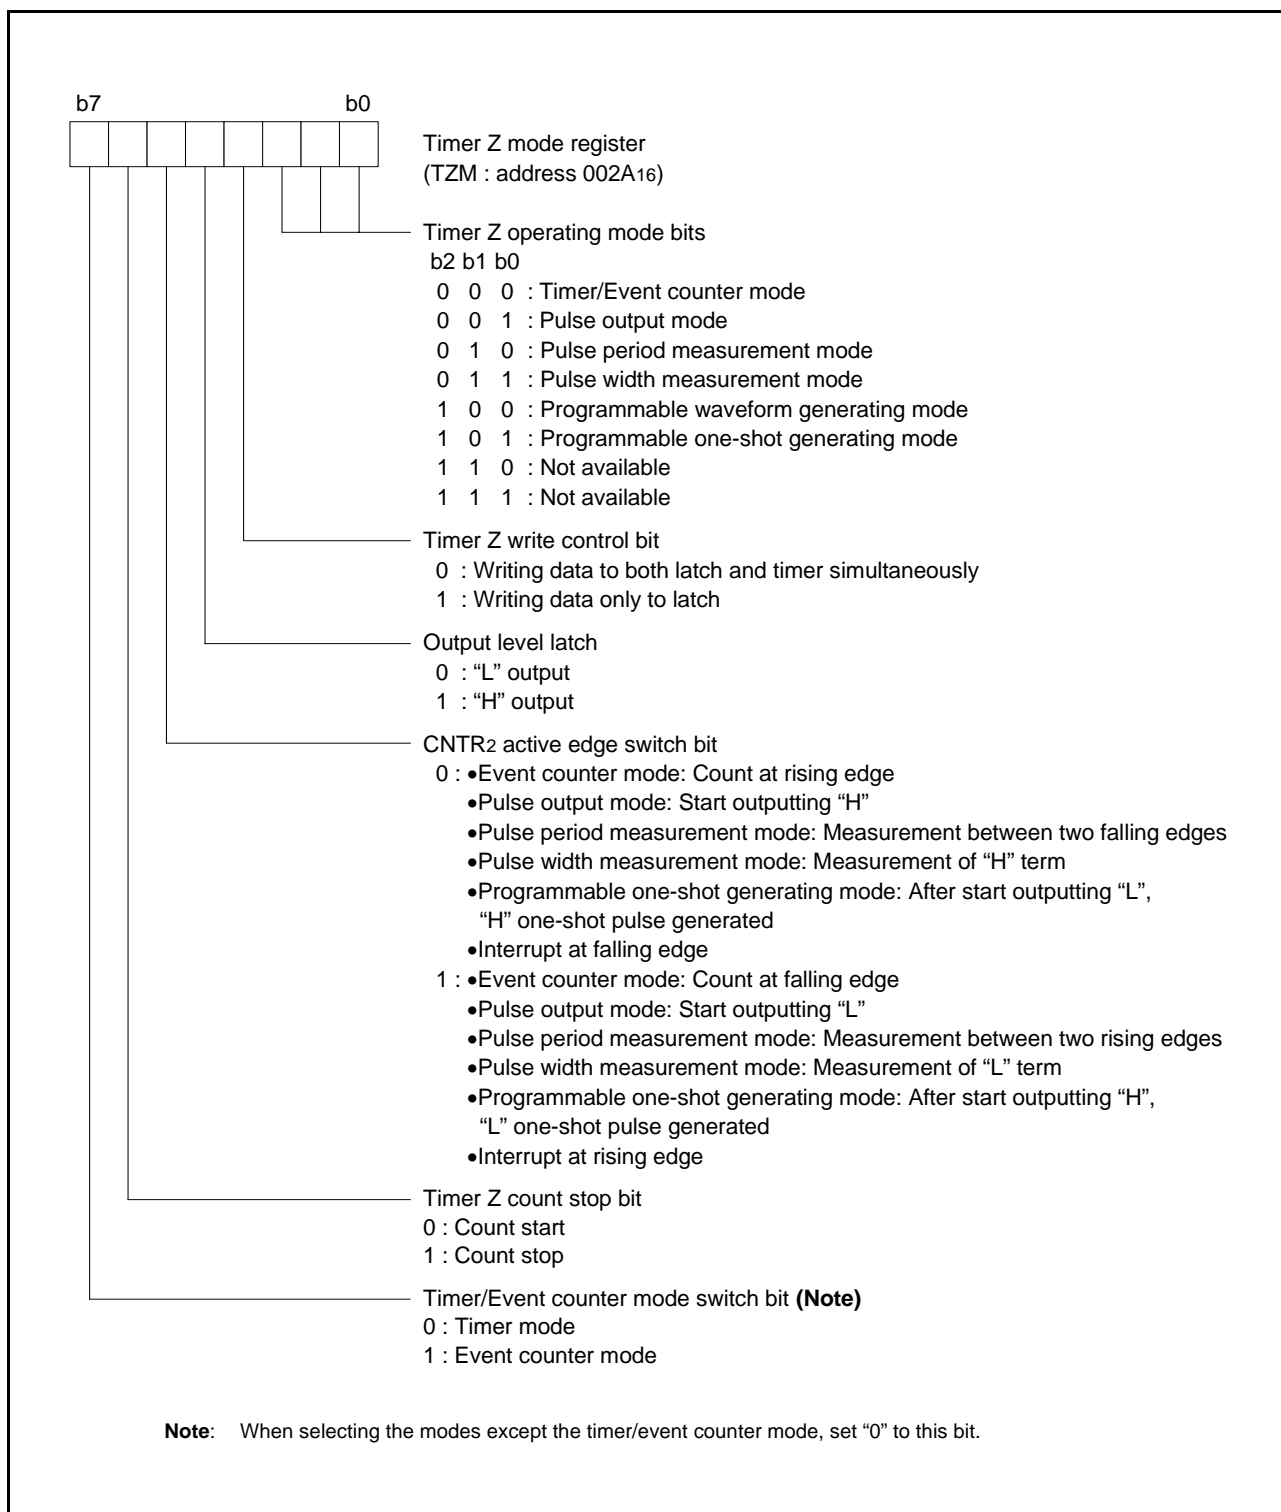 b7 b0
Timer Z mode register
(TZM : address 002A16)
Timer Z operating mode bits
b2 b1 b0
0 0 0 : Timer/Event counter mode
0 0 1 : Pulse output mode
0 1 0 : Pulse period measurement mode
0 1 1 : Pulse width measurement mode
1 0 0 : Programmable waveform generating mode
1 0 1 : Programmable one-shot generating mode
1 1 0 : Not available
1 1 1 : Not available
Timer Z write control bit
0 : Writing data to both latch and timer simultaneously
1 : Writing data only to latch
Output level latch
0 : “L” output
1 : “H” output
CNTR2 active edge switch bit
0 : •Event counter mode: Count at rising edge
•Pulse output mode: Start outputting “H”
•Pulse period measurement mode: Measurement between two falling edges
•Pulse width measurement mode: Measurement of “H” term
•Programmable one-shot generating mode: After start outputting “L”,
“H” one-shot pulse generated
•Interrupt at falling edge
1 : •Event counter mode: Count at falling edge
•Pulse output mode: Start outputting “L”
•Pulse period measurement mode: Measurement between two rising edges
•Pulse width measurement mode: Measurement of “L” term
•Programmable one-shot generating mode: After start outputting “H”,
“L” one-shot pulse generated
•Interrupt at rising edge
Timer Z count stop bit
0 : Count start
1 : Count stop
Timer/Event counter mode switch bit (Note)
0 : Timer mode
1 : Event counter mode
Note: When selecting the modes except the timer/event counter mode, set “0” to this bit.